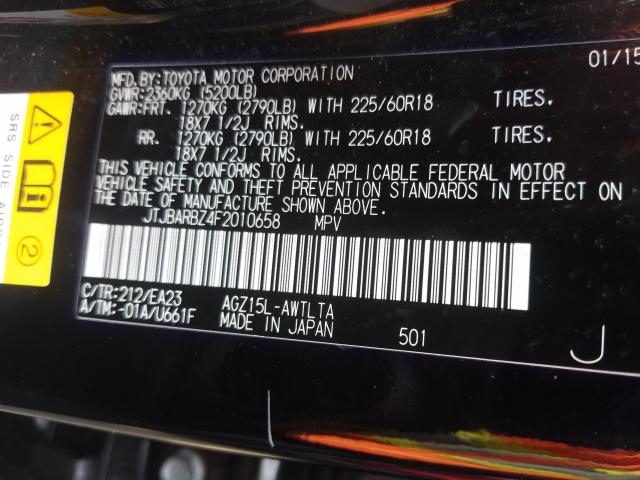 01/15
MFD.BY:TOYOTA MOTOR CORPORATION
GVWR:2360KG (5200LB)
GAWR:FRT. 1270KG (2790LB) WITH 225/60R18 TIRES.
18X7 1/2J RIMS.
RR. 1270KG (2790LB) WITH 225/60R18 TIRES.
18X7 1/2J RIMS.
THIS VEHICLE CONFORMS TO ALL APPLICABLE FEDERAL MOTOR
VEHICLE SAFETY AND THEFT PREVENTION STANDARDS IN EFFECT ON
THE DATE OF MANUFACTURE SHOWN ABOVE.
JTJBARBZ4F2010658 MPV
C/TR:212/EA23 AGZ15L-AWTLTA
A/TM:-01A/U661F MADE IN JAPAN 501
J
SRS SIDE
2